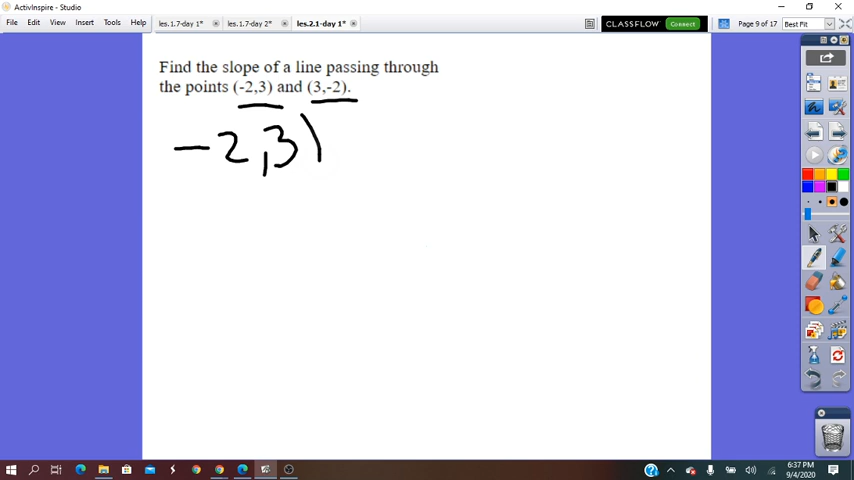 ActivInspire - Studio
les.1.7-day 1*
les.1.7-day 2*
les.2.1-day 1*
File Edit View Insert Tools Help
CLASSFLOW Connect
Page 9 of 17
Best Fit
Find the slope of a line passing through
the points (-2,3) and (3,-2).
-2,3)
6:37 PM
9/4/2020